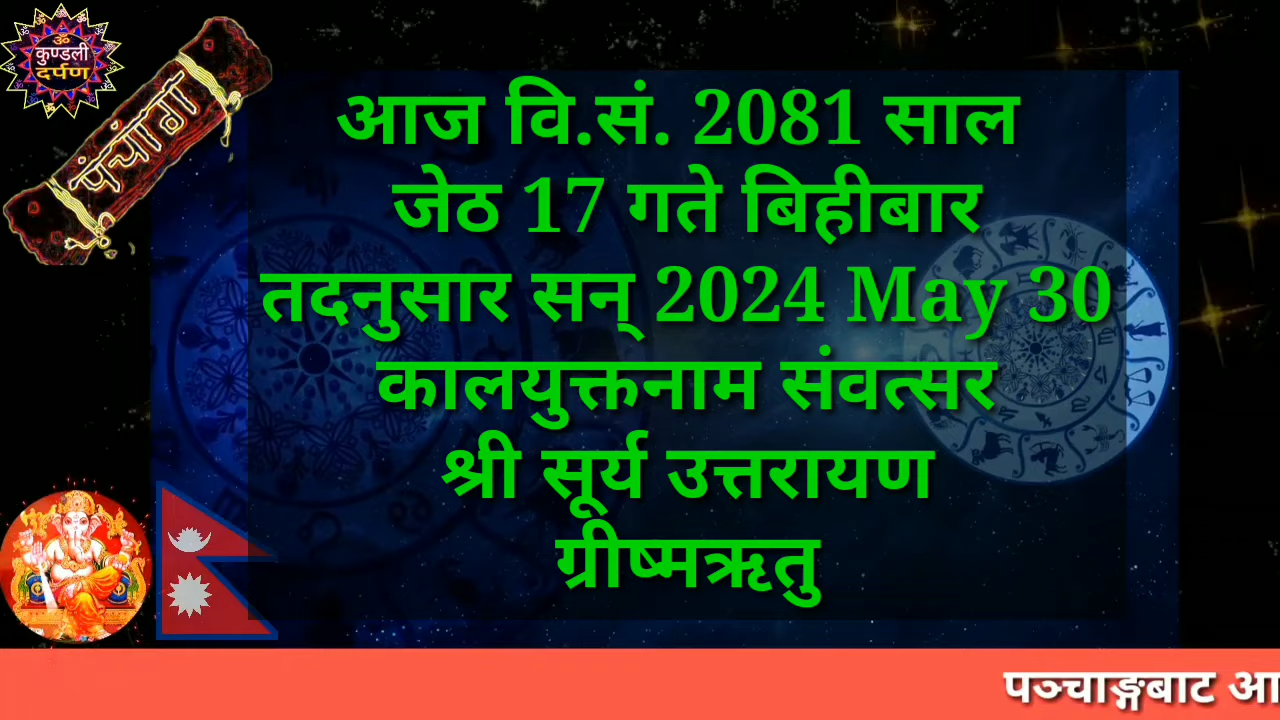 ॐ
कुण्डली
दर्पण
पंचांग
आज वि.सं. 2081 साल
जेठ 17 गते बिहीबार
तदनुसार सन् 2024 May 30
कालयुक्तनाम संवत्सर
श्री सूर्य उत्तरायण
ग्रीष्मऋतु
पञ्चाङ्गबाट आ